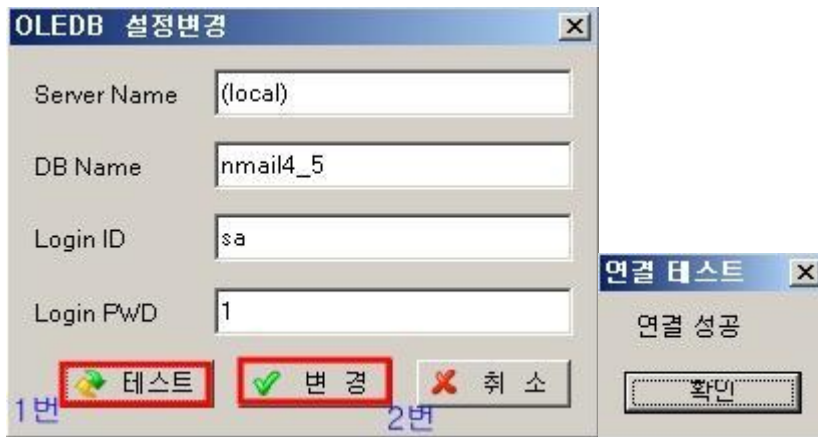 OLEDB 설정변경
Server Name
(local)
DB Name
nmail4_5
Login ID
sa
Login PWD
1
테스트
변 경
취 소
1번
2번
연결 테스트
연결 성공
확인